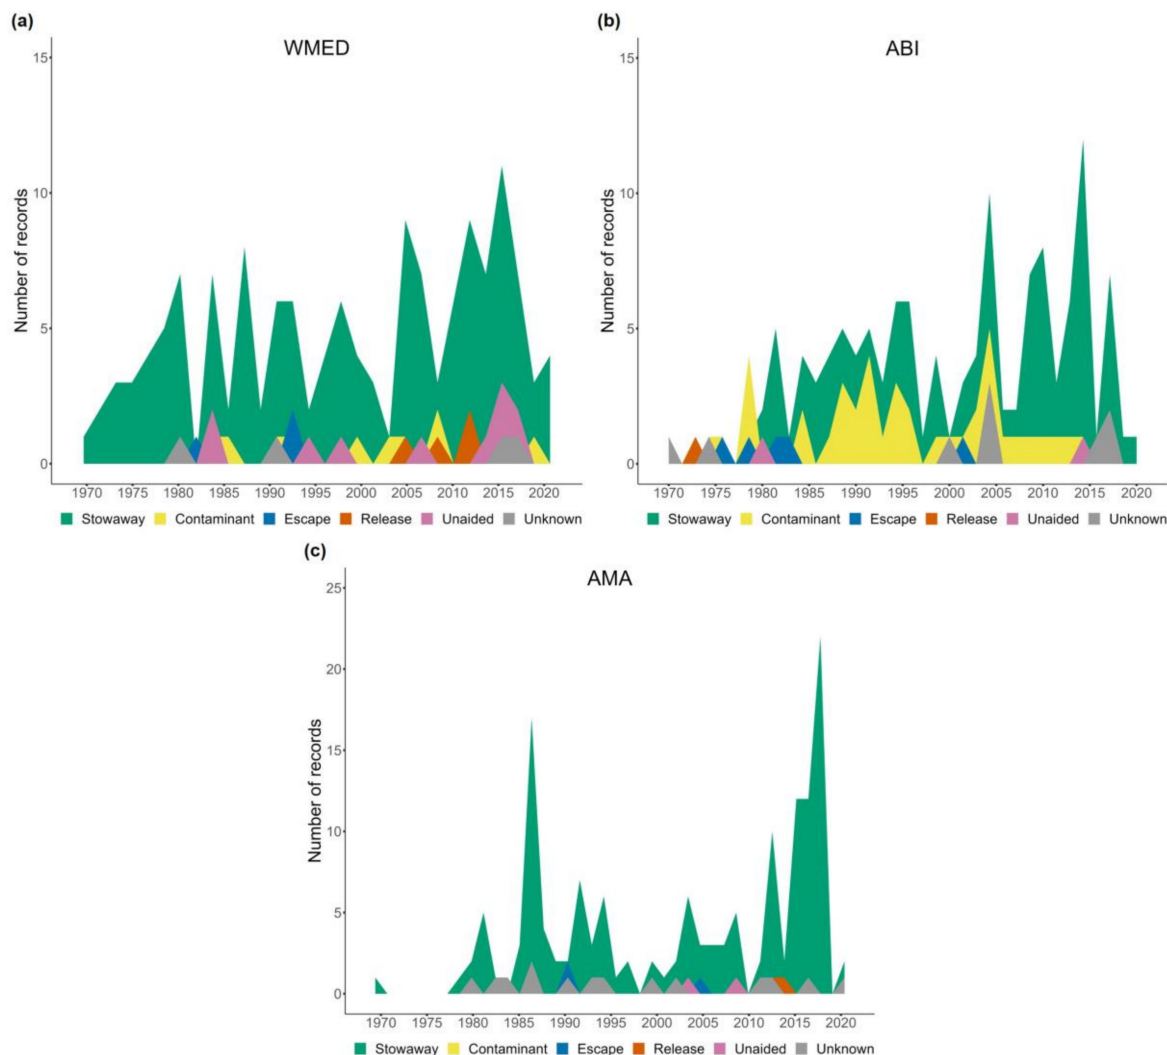 (a)
WMED
15
10
5
0
Number of records
1970 1975 1980 1985 1990 1995 2000 2005 2010 2015 2020
Stowaway Contaminant Escape Release Unaided Unknown
(b)
ABI
15
10
5
0
Number of records
1970 1975 1980 1985 1990 1995 2000 2005 2010 2015 2020
Stowaway Contaminant Escape Release Unaided Unknown
(c)
AMA
25
20
15
10
5
0
Number of records
1970 1975 1980 1985 1990 1995 2000 2005 2010 2015 2020
Stowaway Contaminant Escape Release Unaided Unknown